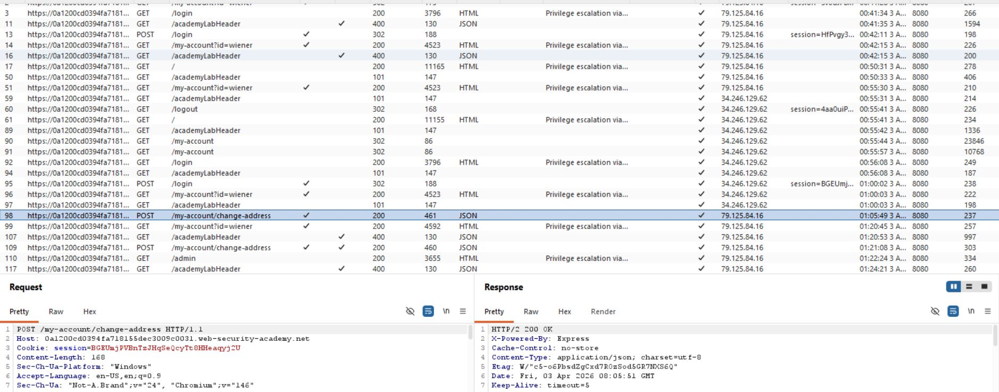 3 https://0a1200cd0394fa7181... GET /login 200 3796 HTML Privilege escalation via... ✓ 79.125.84.16 00:41:34 3 A... 8080 266
11 https://0a1200cd0394fa7181... GET /academyLabHeader ✓ 400 130 JSON ✓ 79.125.84.16 00:41:35 3 A... 8080 1594
13 https://0a1200cd0394fa7181... POST /login ✓ 302 188 ✓ 79.125.84.16 session=HfPvgy3... 00:42:11 3 A... 8080 198
14 https://0a1200cd0394fa7181... GET /my-account?id=wiener ✓ 200 4523 HTML Privilege escalation via... ✓ 79.125.84.16 00:42:15 3 A... 8080 226
16 https://0a1200cd0394fa7181... GET /academyLabHeader ✓ 400 130 JSON ✓ 79.125.84.16 00:42:15 3 A... 8080 200
17 https://0a1200cd0394fa7181... GET / 200 11165 HTML Privilege escalation via... ✓ 79.125.84.16 00:50:31 3 A... 8080 278
50 https://0a1200cd0394fa7181... GET /academyLabHeader 101 147 ✓ 79.125.84.16 00:50:33 3 A... 8080 406
51 https://0a1200cd0394fa7181... GET /my-account?id=wiener ✓ 200 4523 HTML Privilege escalation via... ✓ 79.125.84.16 00:55:30 3 A... 8080 210
59 https://0a1200cd0394fa7181... GET /academyLabHeader 101 147 ✓ 34.246.129.62 00:55:31 3 A... 8080 214
60 https://0a1200cd0394fa7181... GET /logout 302 168 ✓ 34.246.129.62 session=4aa0uiP... 00:55:41 3 A... 8080 226
61 https://0a1200cd0394fa7181... GET / 200 11155 HTML Privilege escalation via... ✓ 34.246.129.62 00:55:41 3 A... 8080 234
89 https://0a1200cd0394fa7181... GET /academyLabHeader 101 147 ✓ 34.246.129.62 00:55:42 3 A... 8080 1336
90 https://0a1200cd0394fa7181... GET /my-account 302 86 ✓ 34.246.129.62 00:55:44 3 A... 8080 23846
91 https://0a1200cd0394fa7181... GET /my-account 302 86 ✓ 34.246.129.62 00:55:57 3 A... 8080 10768
92 https://0a1200cd0394fa7181... GET /login 200 3796 HTML Privilege escalation via... ✓ 34.246.129.62 00:56:08 3 A... 8080 249
94 https://0a1200cd0394fa7181... GET /academyLabHeader 101 147 ✓ 34.246.129.62 00:56:08 3 A... 8080 187
95 https://0a1200cd0394fa7181... POST /login ✓ 302 188 ✓ 34.246.129.62 session=BGEUmj... 01:00:02 3 A... 8080 238
96 https://0a1200cd0394fa7181... GET /my-account?id=wiener ✓ 200 4523 HTML Privilege escalation via... ✓ 34.246.129.62 01:00:03 3 A... 8080 222
97 https://0a1200cd0394fa7181... GET /academyLabHeader 101 147 ✓ 34.246.129.62 01:00:03 3 A... 8080 198
98 https://0a1200cd0394fa7181... POST /my-account/change-address ✓ 200 461 JSON ✓ 79.125.84.16 01:05:49 3 A... 8080 237
99 https://0a1200cd0394fa7181... GET /my-account?id=wiener ✓ 200 4592 HTML Privilege escalation via... ✓ 79.125.84.16 01:20:45 3 A... 8080 257
107 https://0a1200cd0394fa7181... GET /academyLabHeader ✓ 400 130 JSON ✓ 79.125.84.16 01:20:53 3 A... 8080 997
109 https://0a1200cd0394fa7181... POST /my-account/change-address ✓ ✓ 200 460 JSON ✓ 79.125.84.16 01:21:08 3 A... 8080 303
110 https://0a1200cd0394fa7181... GET /admin 200 3655 HTML Privilege escalation via... ✓ 79.125.84.16 01:22:24 3 A... 8080 334
117 https://0a1200cd0394fa7181... GET /academyLabHeader ✓ 400 130 JSON ✓ 79.125.84.16 01:24:21 3 A... 8080 260
Request
Pretty Raw Hex \n
1 POST /my-account/change-address HTTP/1.1
2 Host: 0a1200cd0394fa718155dec3009c0031.web-security-academy.net
3 Cookie: session=BGEUmjPVBnTzJHqSeQcyTt8HHeaqyj2U
4 Content-Length: 168
5 Sec-Ch-Ua-Platform: "Windows"
6 Accept-Language: en-US,en;q=0.9
7 Sec-Ch-Ua: "Not-A.Brand";v="24", "Chromium";v="146"
Response
Pretty Raw Hex Render \n
1 HTTP/2 200 OK
2 X-Powered-By: Express
3 Cache-Control: no-store
4 Content-Type: application/json; charset=utf-8
5 Etag: W/"c5-o6PbsdZgCxd7R0zSod5GR7NXS6Q"
6 Date: Fri, 03 Apr 2026 08:05:51 GMT
7 Keep-Alive: timeout=5